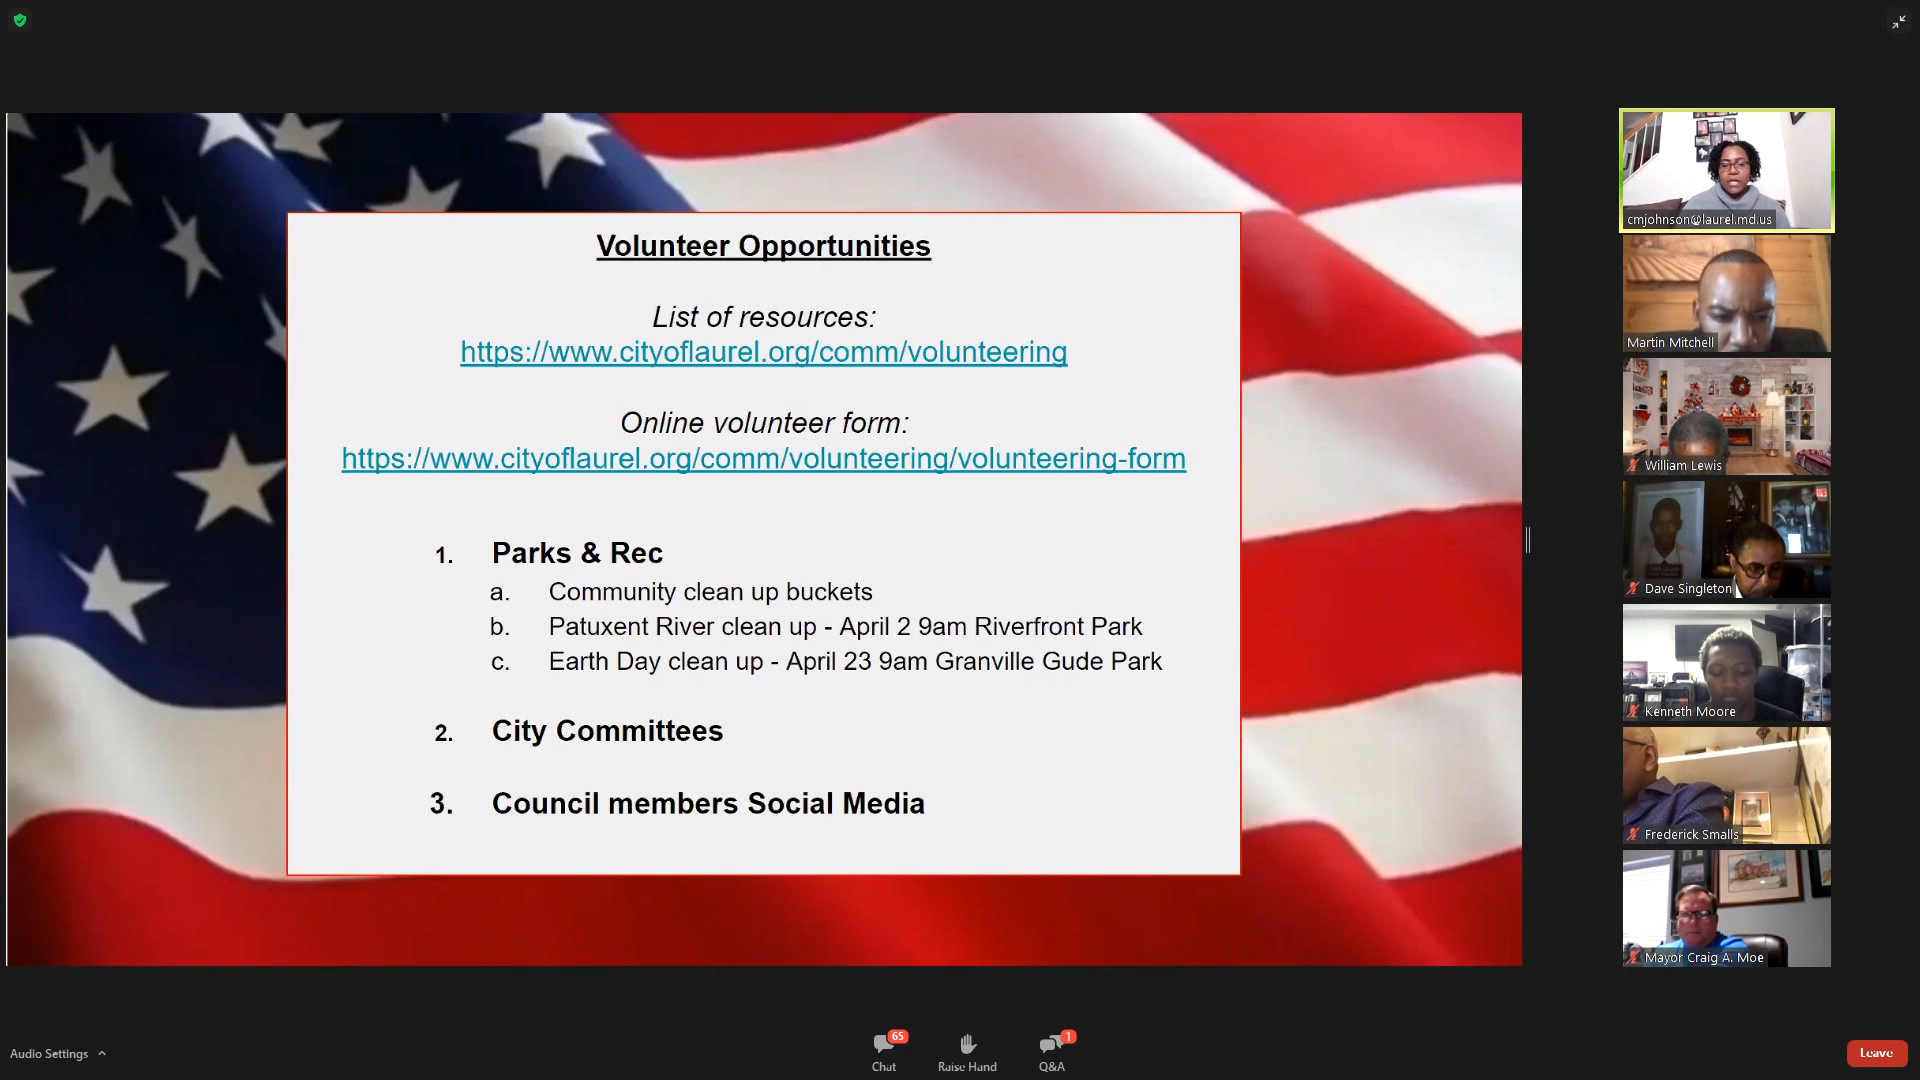 Volunteer Opportunities
List of resources:
https://www.cityoflaurel.org/comm/volunteering
Online volunteer form:
https://www.cityoflaurel.org/comm/volunteering/volunteering-form
1. Parks & Rec
a. Community clean up buckets
b. Patuxent River clean up - April 2 9am Riverfront Park
c. Earth Day clean up - April 23 9am Granville Gude Park
2. City Committees
3. Council members Social Media
cmjohnson@laurel.md.us
Martin Mitchell
William Lewis
Dave Singleton
Kenneth Moore
Frederick Smalls
Mayor Craig A. Moe
Audio Settings
65
Chat
Raise Hand
1
Q&A
Leave